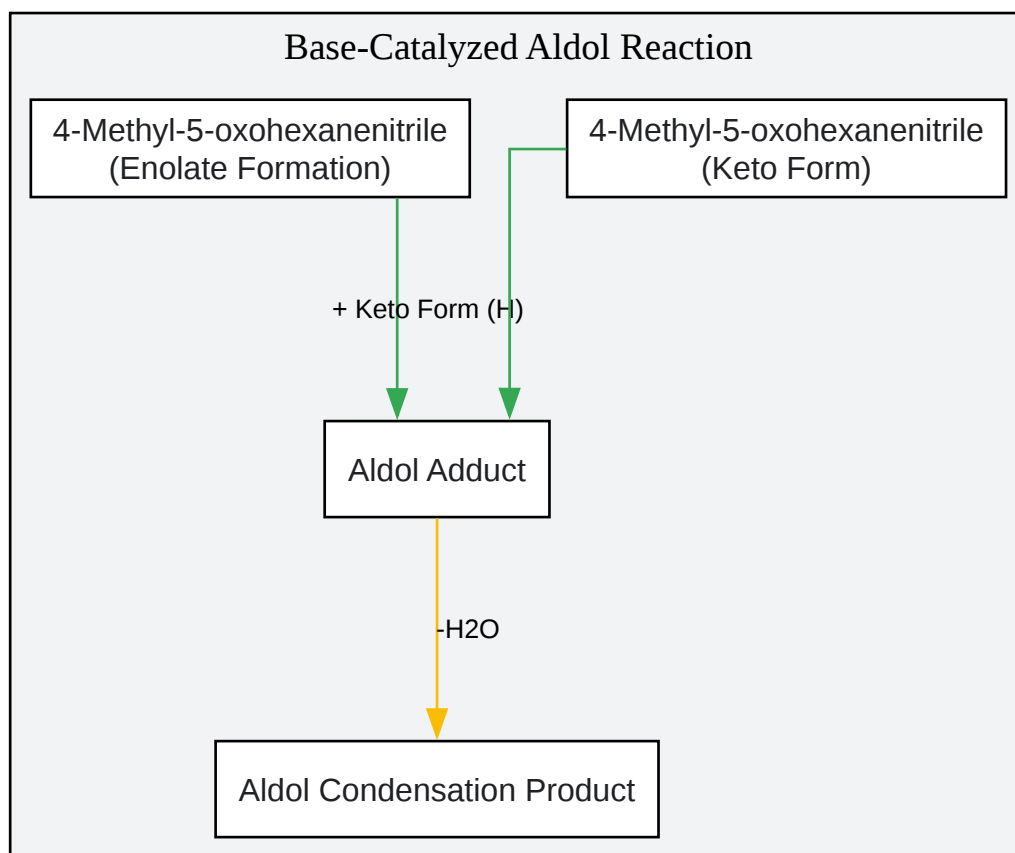 Base-Catalyzed Aldol Reaction
4-Methyl-5-oxohexanenitrile
(Enolate Formation)
4-Methyl-5-oxohexanenitrile
(Keto Form)
+ Keto Form (H)
Aldol Adduct
-H2O
Aldol Condensation Product